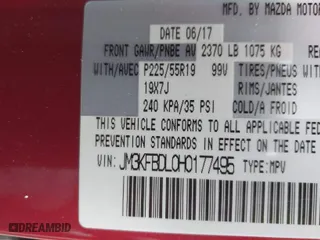 MFD. BY MAZDA MOTOR
DATE 06/17
FRONT GAWR/PNBE AV 2370 LB 1075 KG
WITH/AVEC P225/55R19 99V TIRES/PNEUS
19X7J RIMS/JANTES
240 KPA/35 PSI COLD/A FROID
THIS VEHICLE CONFORMS TO ALL APPLICABLE
PREVENTION STANDARDS IN EFFECT ON THE
JM3KFBDL0H0177495 TYPE:MPV
© DREAMBID
DREAMBID.COM